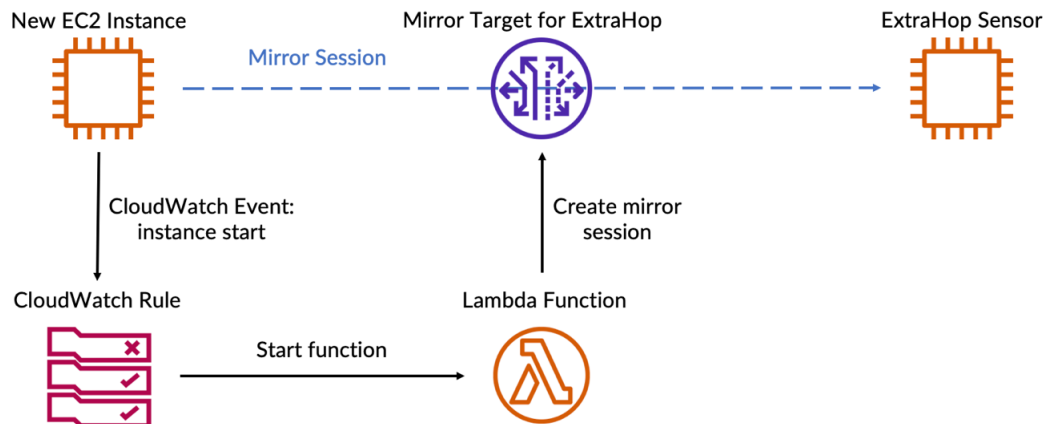 New EC2 Instance
Mirror Target for ExtraHop
ExtraHop Sensor
Mirror Session
CloudWatch Event:
instance start
Create mirror
session
CloudWatch Rule
Lambda Function
Start function